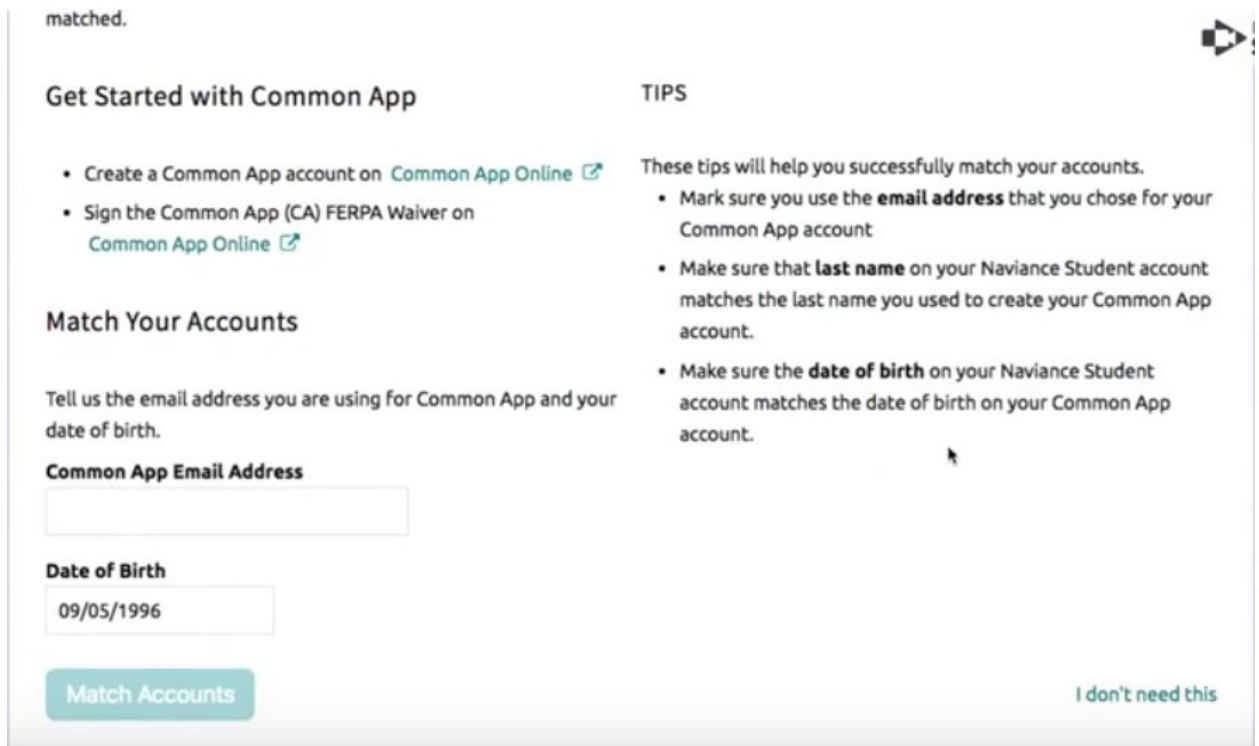 matched.
Get Started with Common App
• Create a Common App account on Common App Online
• Sign the Common App (CA) FERPA Waiver on
Common App Online
Match Your Accounts
Tell us the email address you are using for Common App and your
date of birth.
Common App Email Address
Date of Birth
09/05/1996
Match Accounts
TIPS
These tips will help you successfully match your accounts.
• Mark sure you use the email address that you chose for your
Common App account
• Make sure that last name on your Naviance Student account
matches the last name you used to create your Common App
account.
• Make sure the date of birth on your Naviance Student
account matches the date of birth on your Common App
account.
I don't need this